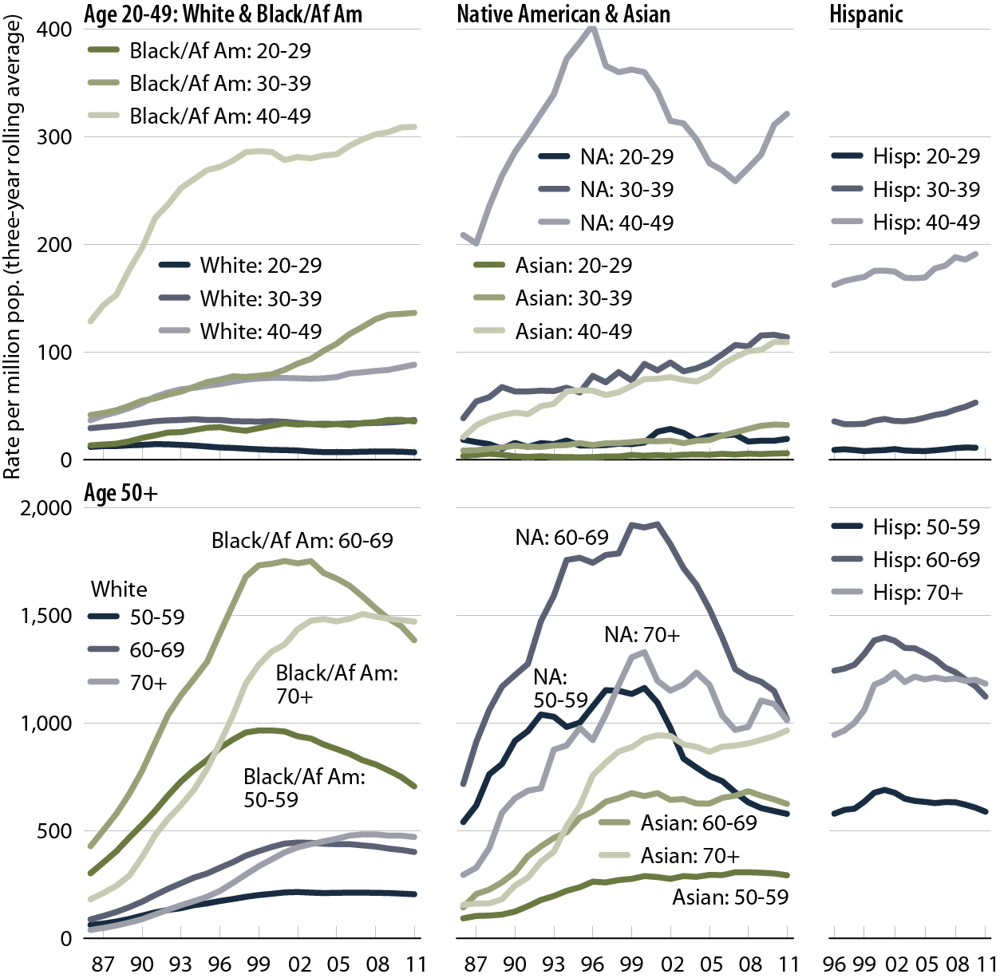 Age 20-49: White & Black/Af Am
Native American & Asian
Hispanic
Rate per million pop. (three-year rolling average)
400
300
200
100
0
Black/Af Am: 20-29
Black/Af Am: 30-39
Black/Af Am: 40-49
White: 20-29
White: 30-39
White: 40-49
NA: 20-29
NA: 30-39
NA: 40-49
Asian: 20-29
Asian: 30-39
Asian: 40-49
Hisp: 20-29
Hisp: 30-39
Hisp: 40-49
Age 50+
2,000
1,500
1,000
500
0
Black/Af Am: 60-69
White
50-59
60-69
70+
Black/Af Am:
70+
Black/Af Am:
50-59
NA: 60-69
NA: 70+
NA:
50-59
Asian: 60-69
Asian: 70+
Asian: 50-59
Hisp: 50-59
Hisp: 60-69
Hisp: 70+
87 90 93 96 99 02 05 08 11
87 90 93 96 99 02 05 08 11
96 99 02 05 08 11